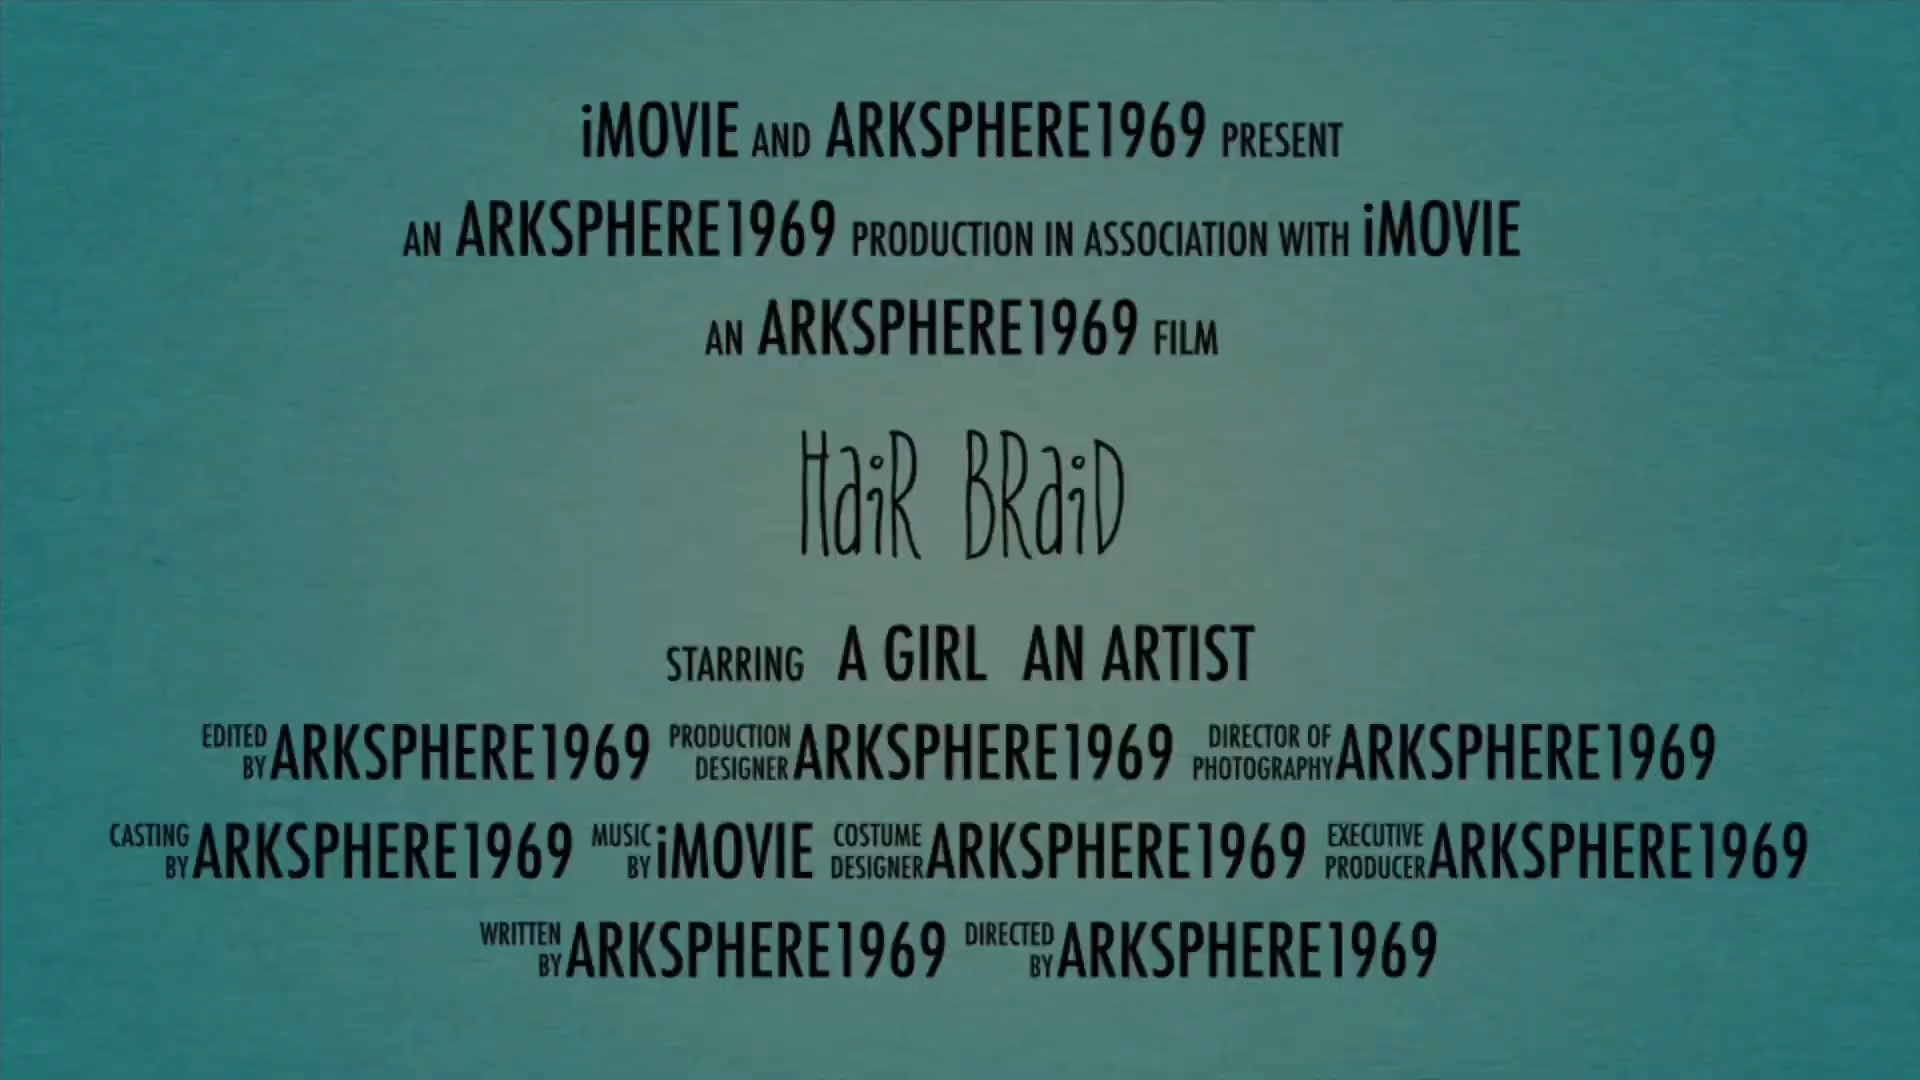 iMOVIE AND ARKSPHERE1969 PRESENT
AN ARKSPHERE1969 PRODUCTION IN ASSOCIATION WITH iMOVIE
AN ARKSPHERE1969 FILM
HaiR BRaiD
STARRING A GIRL AN ARTIST
EDITED BY ARKSPHERE1969 PRODUCTION DESIGNER ARKSPHERE1969 DIRECTOR OF PHOTOGRAPHY ARKSPHERE1969
CASTING BY ARKSPHERE1969 MUSIC BY iMOVIE COSTUME DESIGNER ARKSPHERE1969 EXECUTIVE PRODUCER ARKSPHERE1969
WRITTEN BY ARKSPHERE1969 DIRECTED BY ARKSPHERE1969